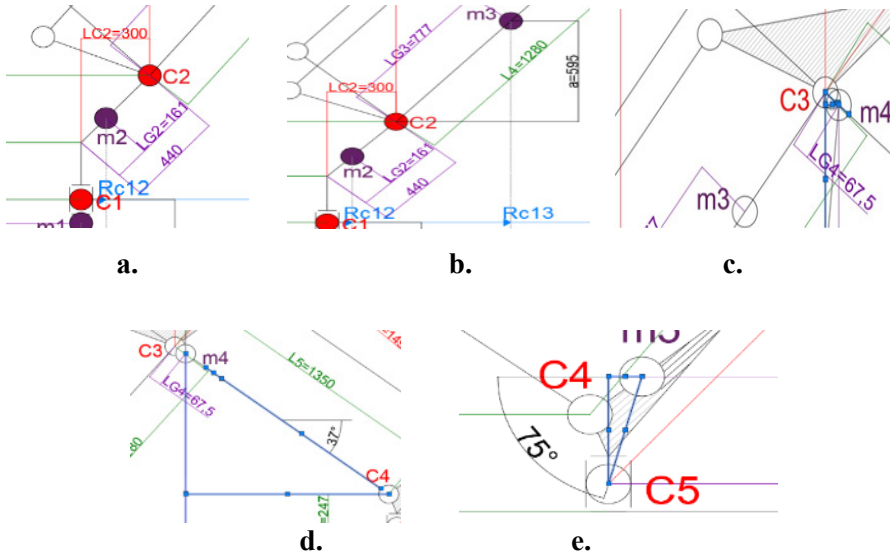 LC2=300
C2
m2
LG2=161
440
Rc12
C1
m1
a.
m3
LG3=777
L4=1280
a=595
LC2=300
C2
m2
LG2=161
440
Rc12
Rc13
C1
b.
C3
m4
LG4=67,5
m3
c.
C3
m4
LG4=67,5
L5=1350
37°
C4
=247
d.
C4
75°
C5
e.